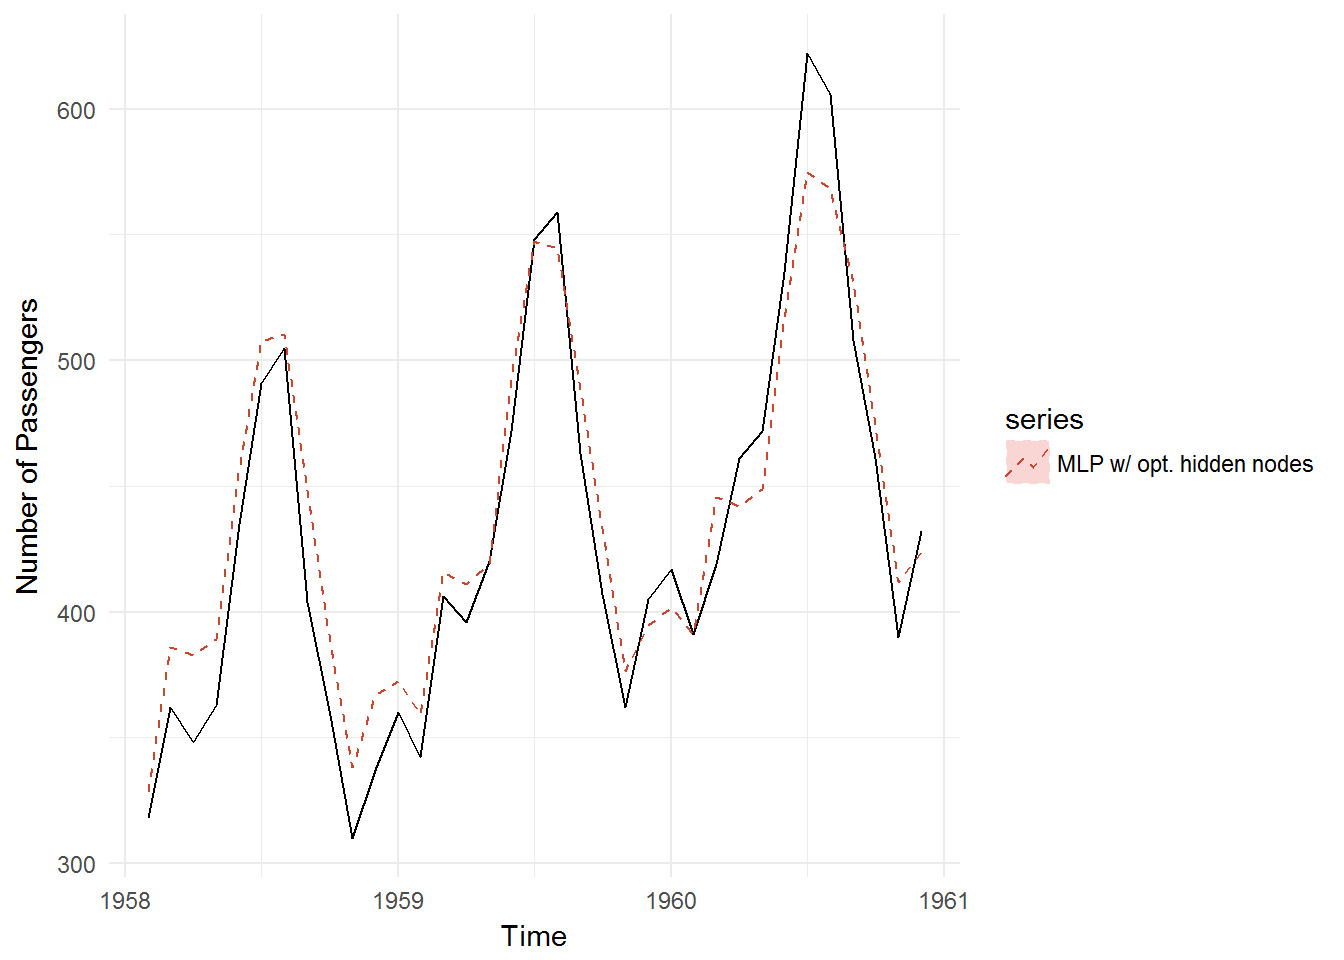 600
500
400
300
Number of Passengers
1958
1959
1960
1961
Time
series
MLP w/ opt. hidden nodes